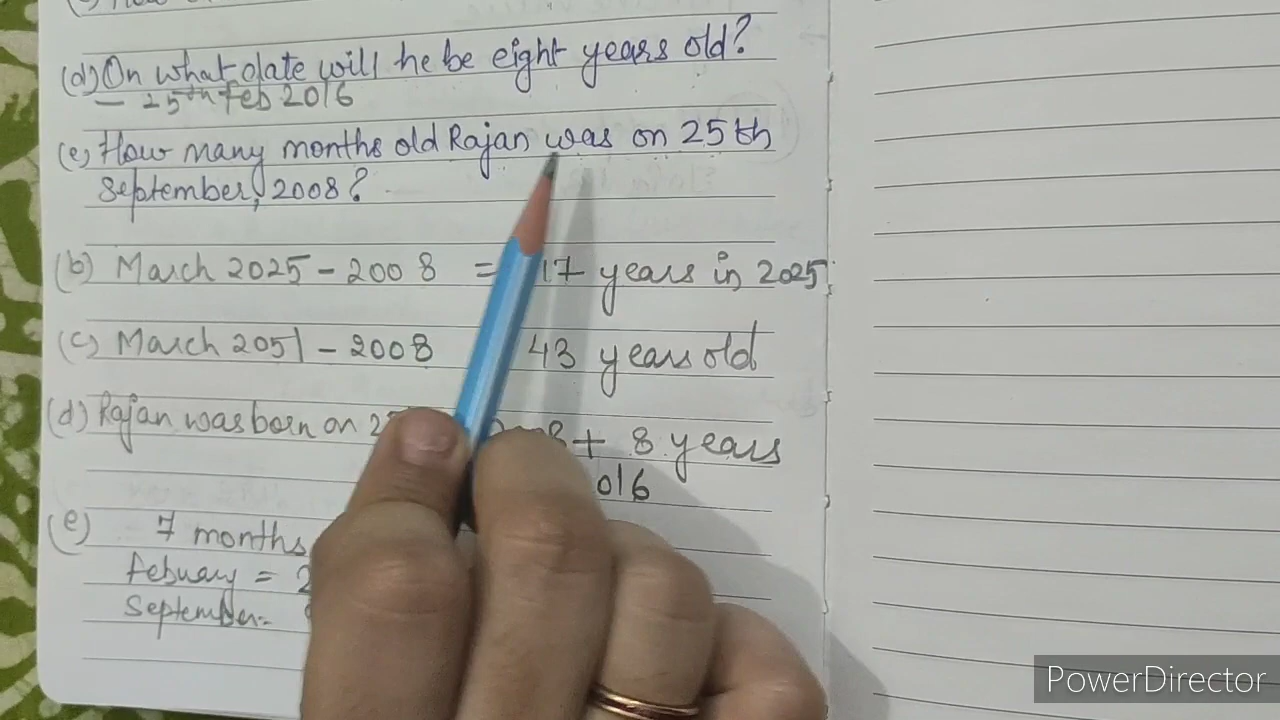 (d) On what date will he be eight years old?
- 25th Feb 2016
(e) How many months old Rajan was on 25th
September, 2008?
(b) March 2025 - 2008 = 17 years in 2025
(c) March 2051 - 2008 43 years old
(d) Rajan was born on + 8 years
016
(e) 7 months
febuary = 2
September =
PowerDirector